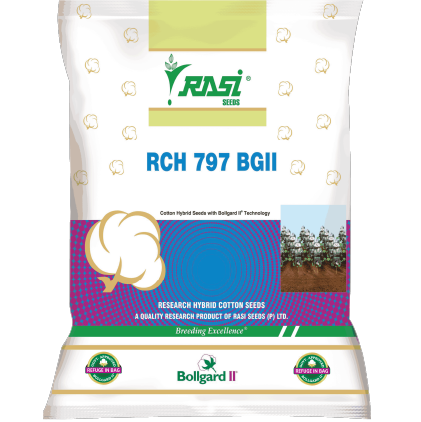 RASI®
SEEDS
RCH 797 BGII
Cotton Hybrid Seeds with Bollgard II® Technology
RESEARCH HYBRID COTTON SEEDS
A QUALITY RESEARCH PRODUCT OF RASI SEEDS (P) LTD.
Breeding Excellence®
REFUGE IN BAG
Bollgard II®
REFUGE IN BAG